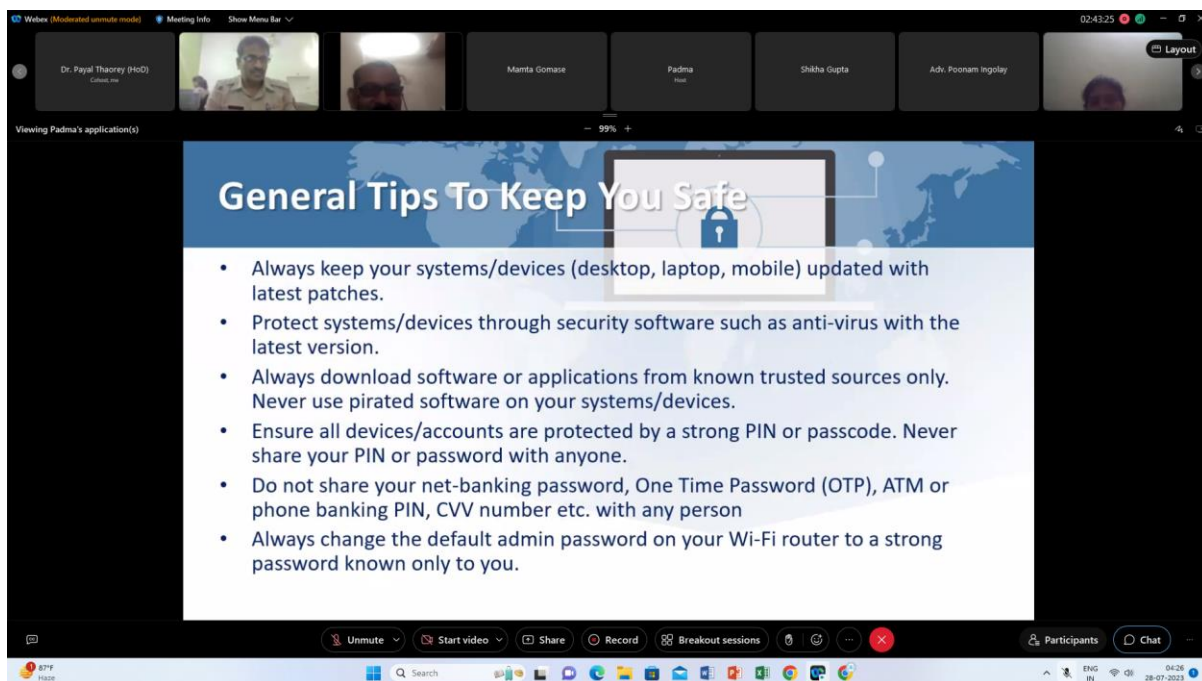 Webex (Moderated unmute mode) Meeting Info Show Menu Bar 02:43:25
Layout
Dr. Payal Thaorey (HoD)
Cohost, me
Mamta Gomase
Padma
Host
Shikha Gupta
Adv. Poonam Ingolay
Viewing Padma's application(s) − 99% +
General Tips To Keep You Safe
• Always keep your systems/devices (desktop, laptop, mobile) updated with
latest patches.
• Protect systems/devices through security software such as anti-virus with the
latest version.
• Always download software or applications from known trusted sources only.
Never use pirated software on your systems/devices.
• Ensure all devices/accounts are protected by a strong PIN or passcode. Never
share your PIN or password with anyone.
• Do not share your net-banking password, One Time Password (OTP), ATM or
phone banking PIN, CVV number etc. with any person
• Always change the default admin password on your Wi-Fi router to a strong
password known only to you.
Unmute Start video Share Record Breakout sessions Participants Chat
87°F
Haze
Search
ENG
IN
04:26
28-07-2023